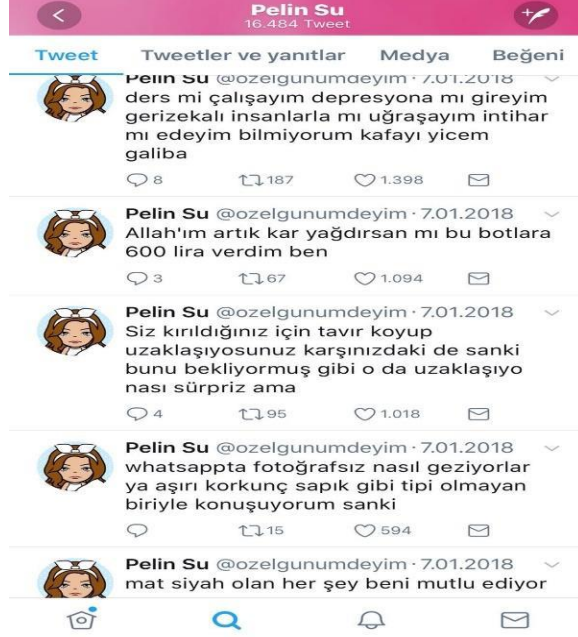 Pelin Su
16.484 Tweet
Tweet Tweetler ve yanıtlar Medya Beğeni
Pelin Su @ozelgunumdeyim · 7.01.2018
ders mi çalışayım depresyona mı gireyim
gerizekalı insanlarla mı uğraşayım intihar
mı edeyim bilmiyorum kafayı yicem
galiba
8 187 1.398
Pelin Su @ozelgunumdeyim · 7.01.2018
Allah'ım artık kar yağdırsan mı bu botlara
600 lira verdim ben
3 67 1.094
Pelin Su @ozelgunumdeyim · 7.01.2018
Siz kırıldığınız için tavır koyup
uzaklaşıyosunuz karşınızdaki de sanki
bunu bekliyormuş gibi o da uzaklaşıyo
nası sürpriz ama
4 95 1.018
Pelin Su @ozelgunumdeyim · 7.01.2018
whatsappta fotoğrafsız nasıl geziyorlar
ya aşırı korkunç sapık gibi tipi olmayan
biriyle konuşuyorum sanki
15 594
Pelin Su @ozelgunumdeyim · 7.01.2018
mat siyah olan her şey beni mutlu ediyor